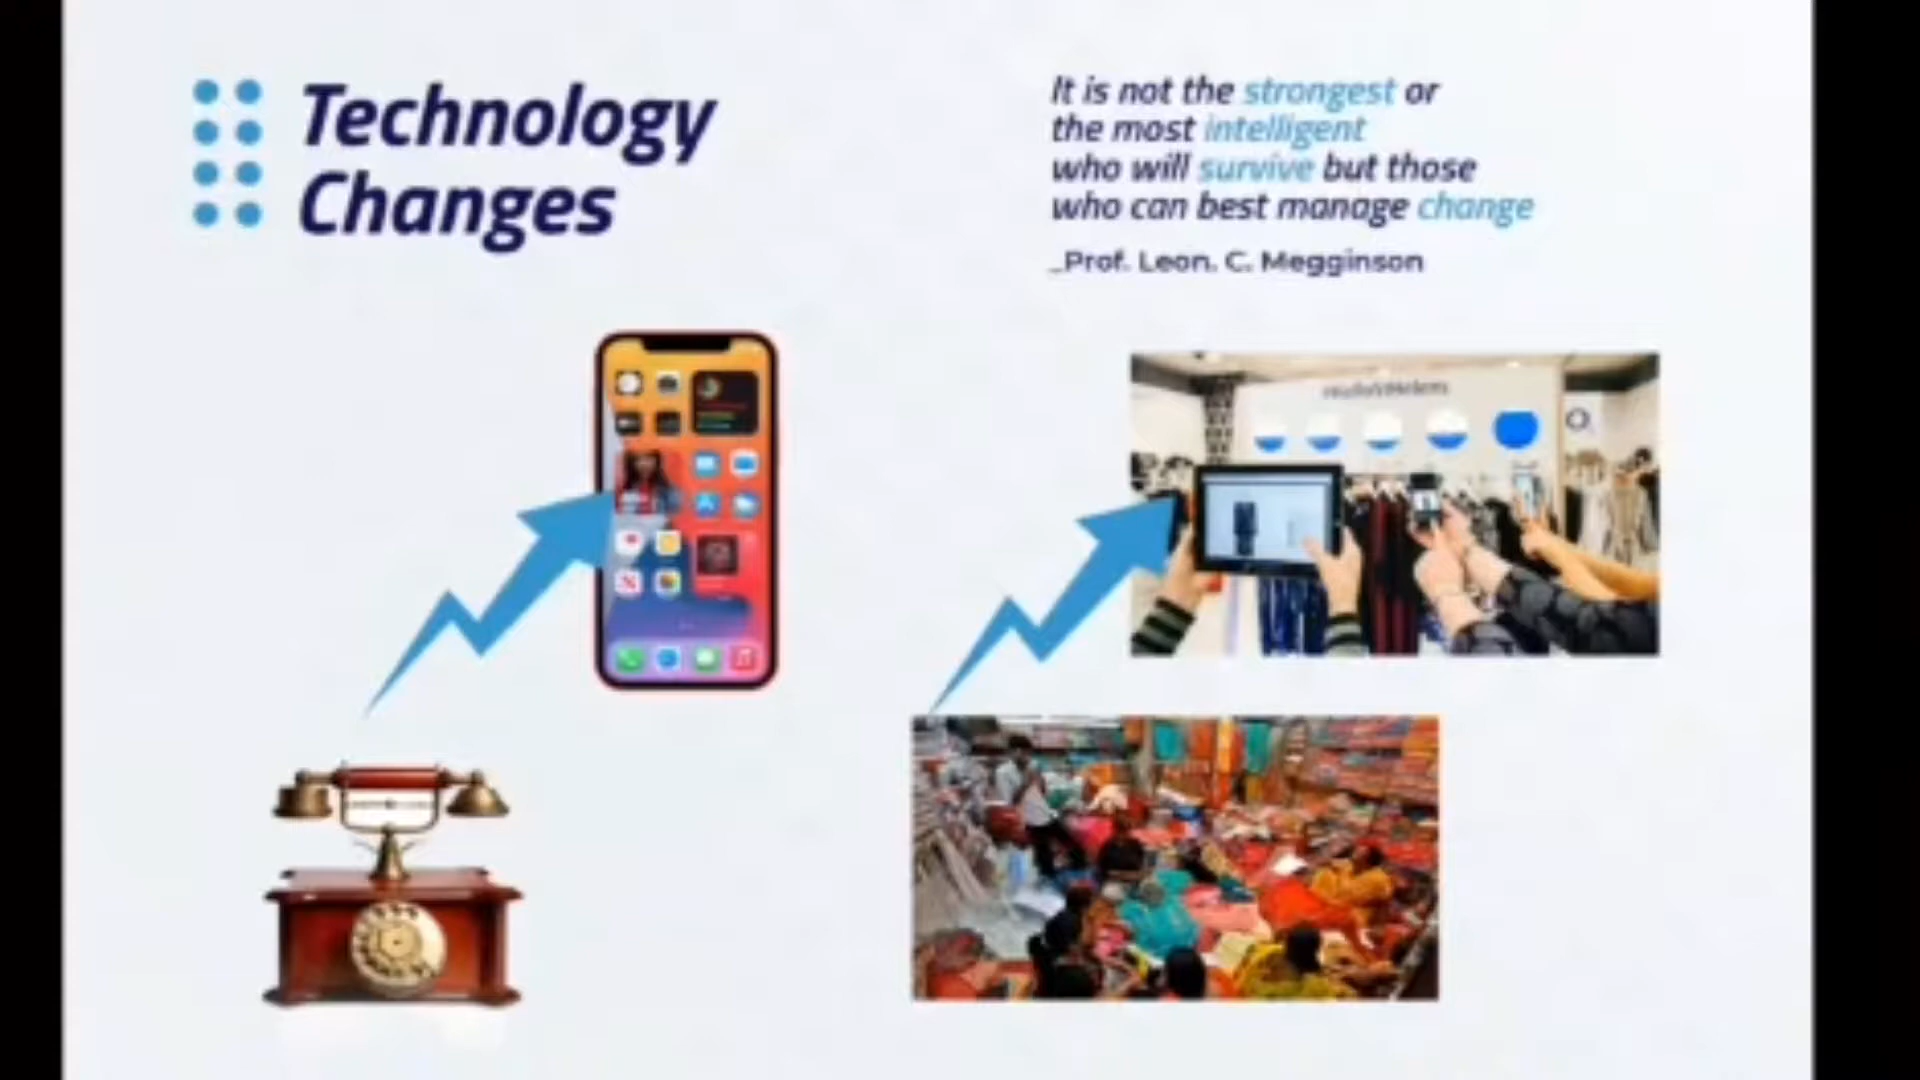 Technology
Changes
It is not the strongest or
the most intelligent
who will survive but those
who can best manage change
_Prof. Leon. C. Megginson